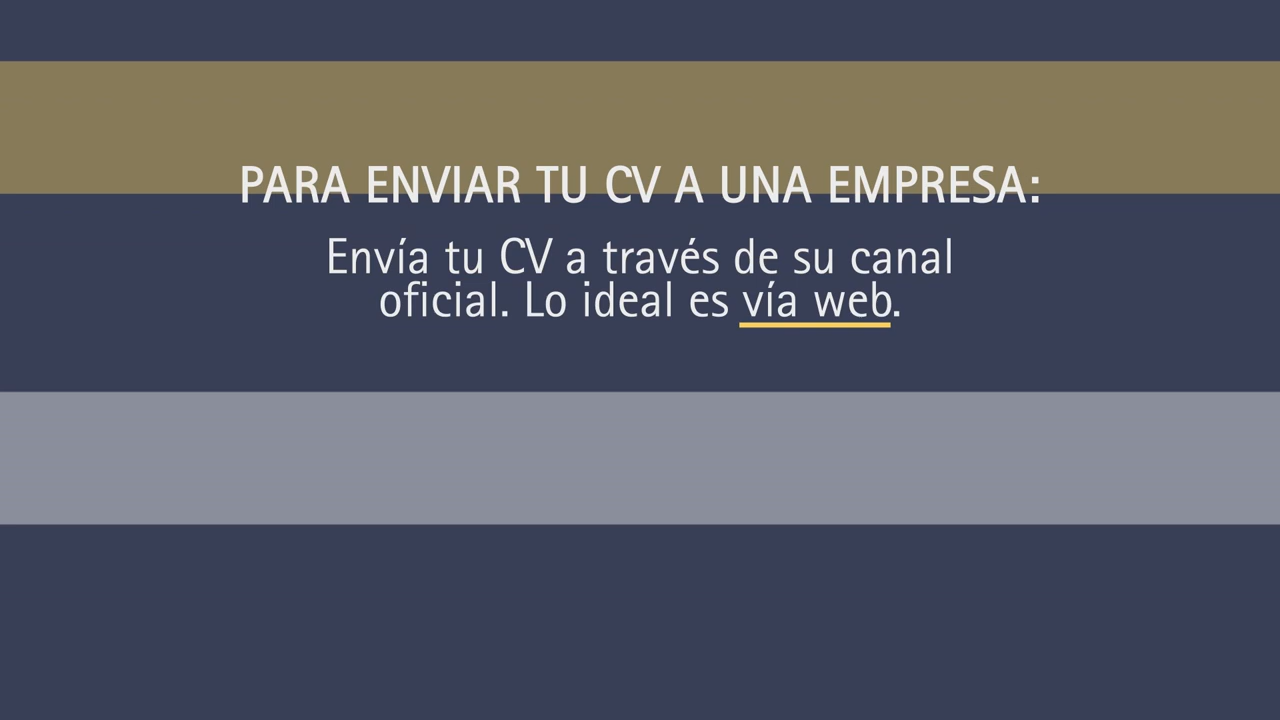 PARA ENVIAR TU CV A UNA EMPRESA:
Envía tu CV a través de su canal
oficial. Lo ideal es vía web.